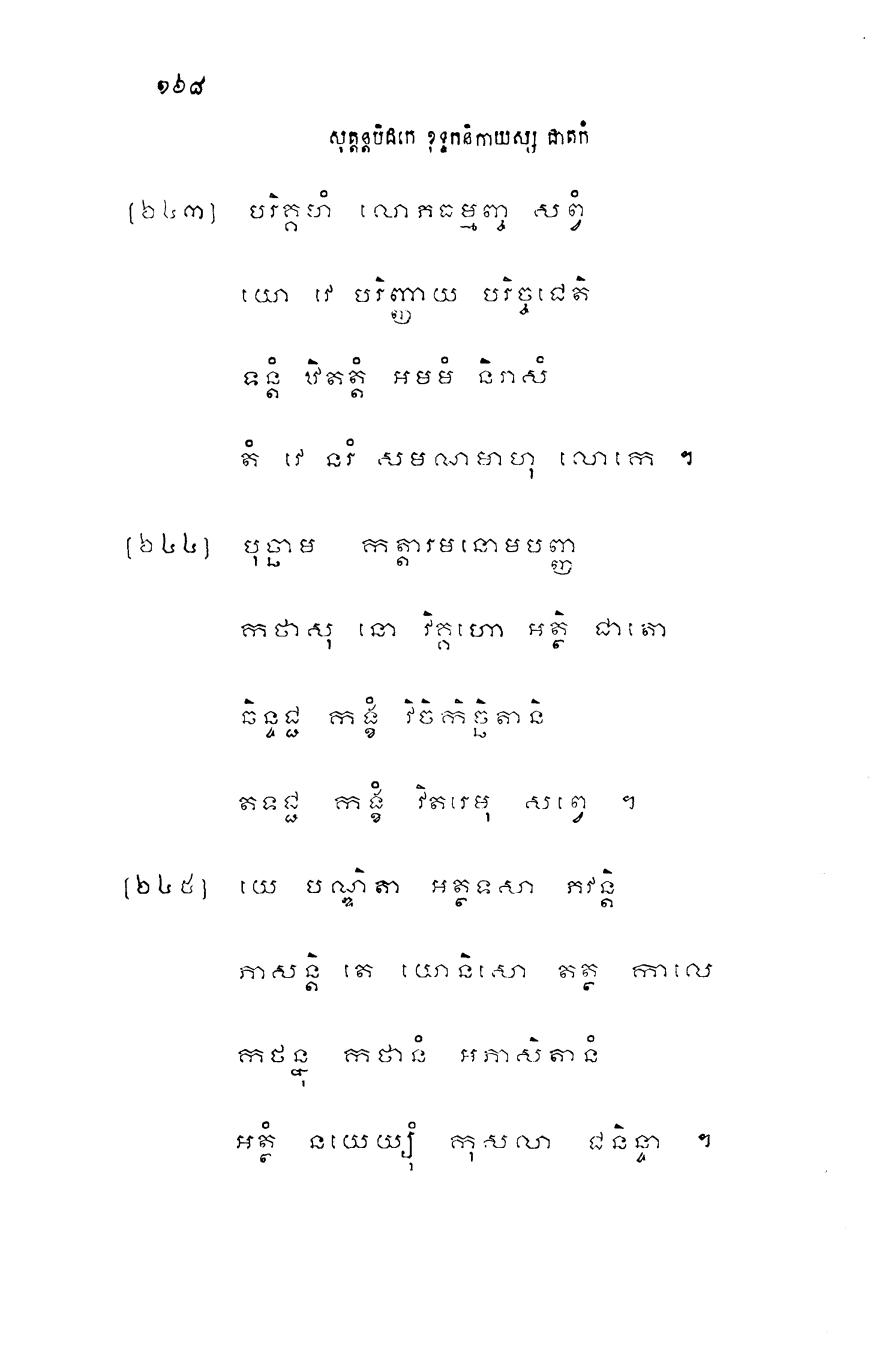 ១៦៨
សុត្តន្តបិដកេ ខុទ្ទកនិកាយស្ស ជាតកំ
[៦៤៣] បរិគ្គហំ លោភធម្មញ្ច សព្វំ
យោ វេ បរិញ្ញាយ បរិច្ចជេតិ
ទន្តំ ឋិតត្តំ អមមំ និរាសំ
តំ វេ នរំ សមណមាហុ លោកេ ។
[៦៤៤] បុច្ឆាម កត្តារមនោមបញ្ញ
កថាសុ នោ វិគ្គហោ អត្ថិ ជាតោ
ឆិន្ទជ្ជ កង្ខំ វិចិកិច្ឆិតានិ
តទជ្ជ កង្ខំ វិតរេមុ សព្វេ ។
[៦៤៥] យេ បណ្ឌិតា អត្ថទសា ភវន្តិ
ភាសន្តិ តេ យោនិសោ តត្ថ កាលេ
កថន្នុ កថានំ អភាសិតានំ
អត្ថំ នយេយ្យុំ កុសលា ជនិន្ទា ។